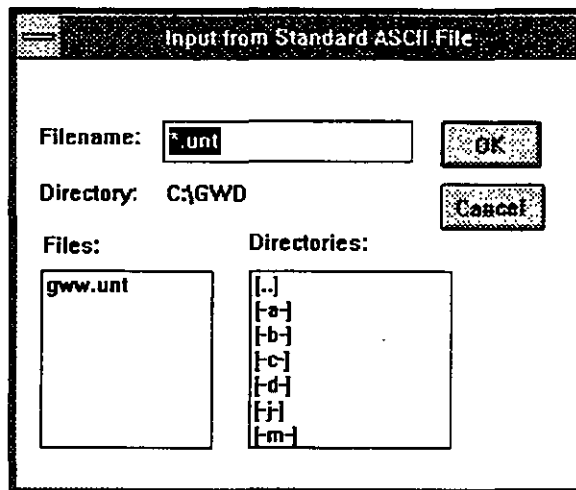 Input from Standard ASCII File
Filename: *.unt OK
Directory: C:\GWD Cancel
Files: Directories:
gww.unt [..]
[-a-]
[-b-]
[-c-]
[-d-]
[-j-]
[-m-]